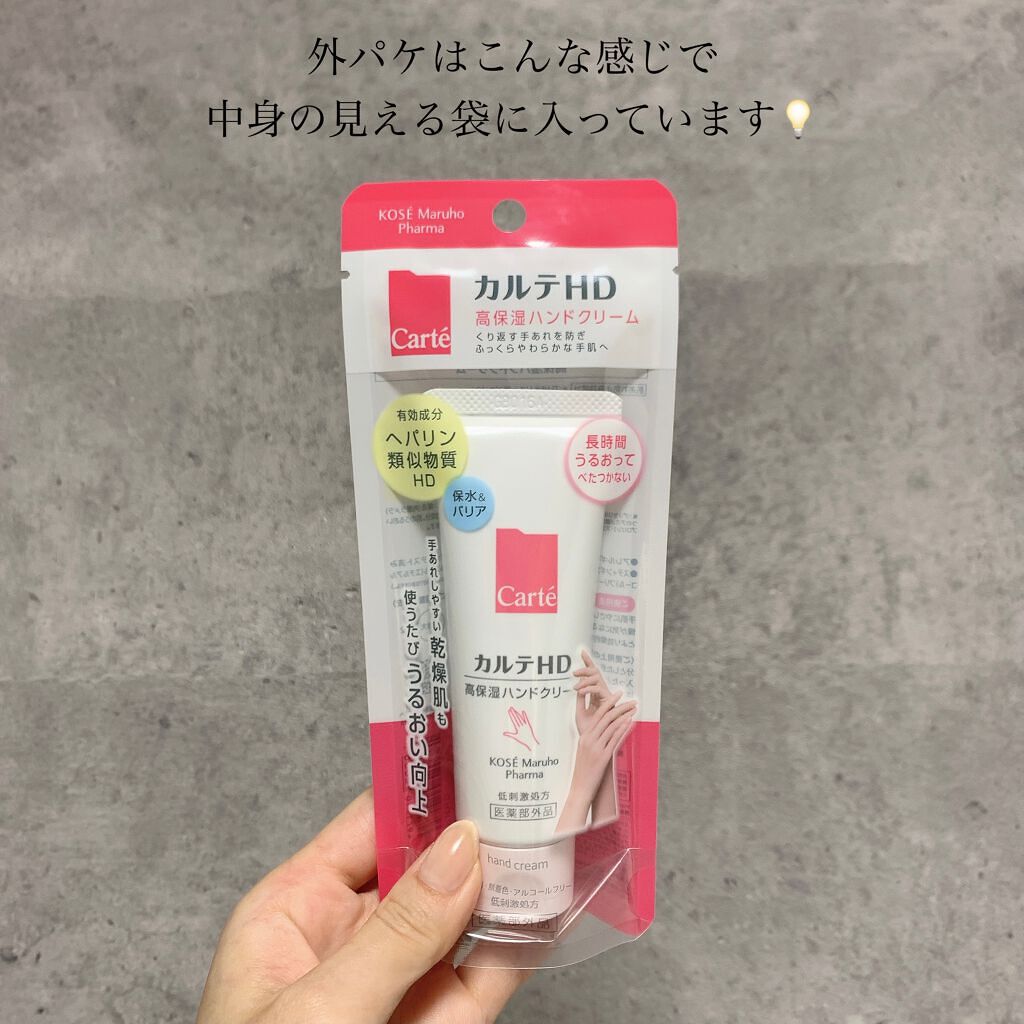 外パケはこんな感じで
中身の見える袋に入っています💡
KOSÉ Maruho
Pharma
Carté
カルテHD
高保湿ハンドクリーム
くり返す手あれを防ぎ
ふっくらやわらかな手肌へ
有効成分
ヘパリン
類似物質
HD
保水&
バリア
長時間
うるおって
べたつかない
手あれしやすい乾燥肌も
使うたびうるおい向上
Carté
カルテHD
高保湿ハンドクリー
KOSÉ Maruho
Pharma
低刺激処方
医薬部外品
hand cream
無着色・アルコールフリー
低刺激処方
医薬部外品